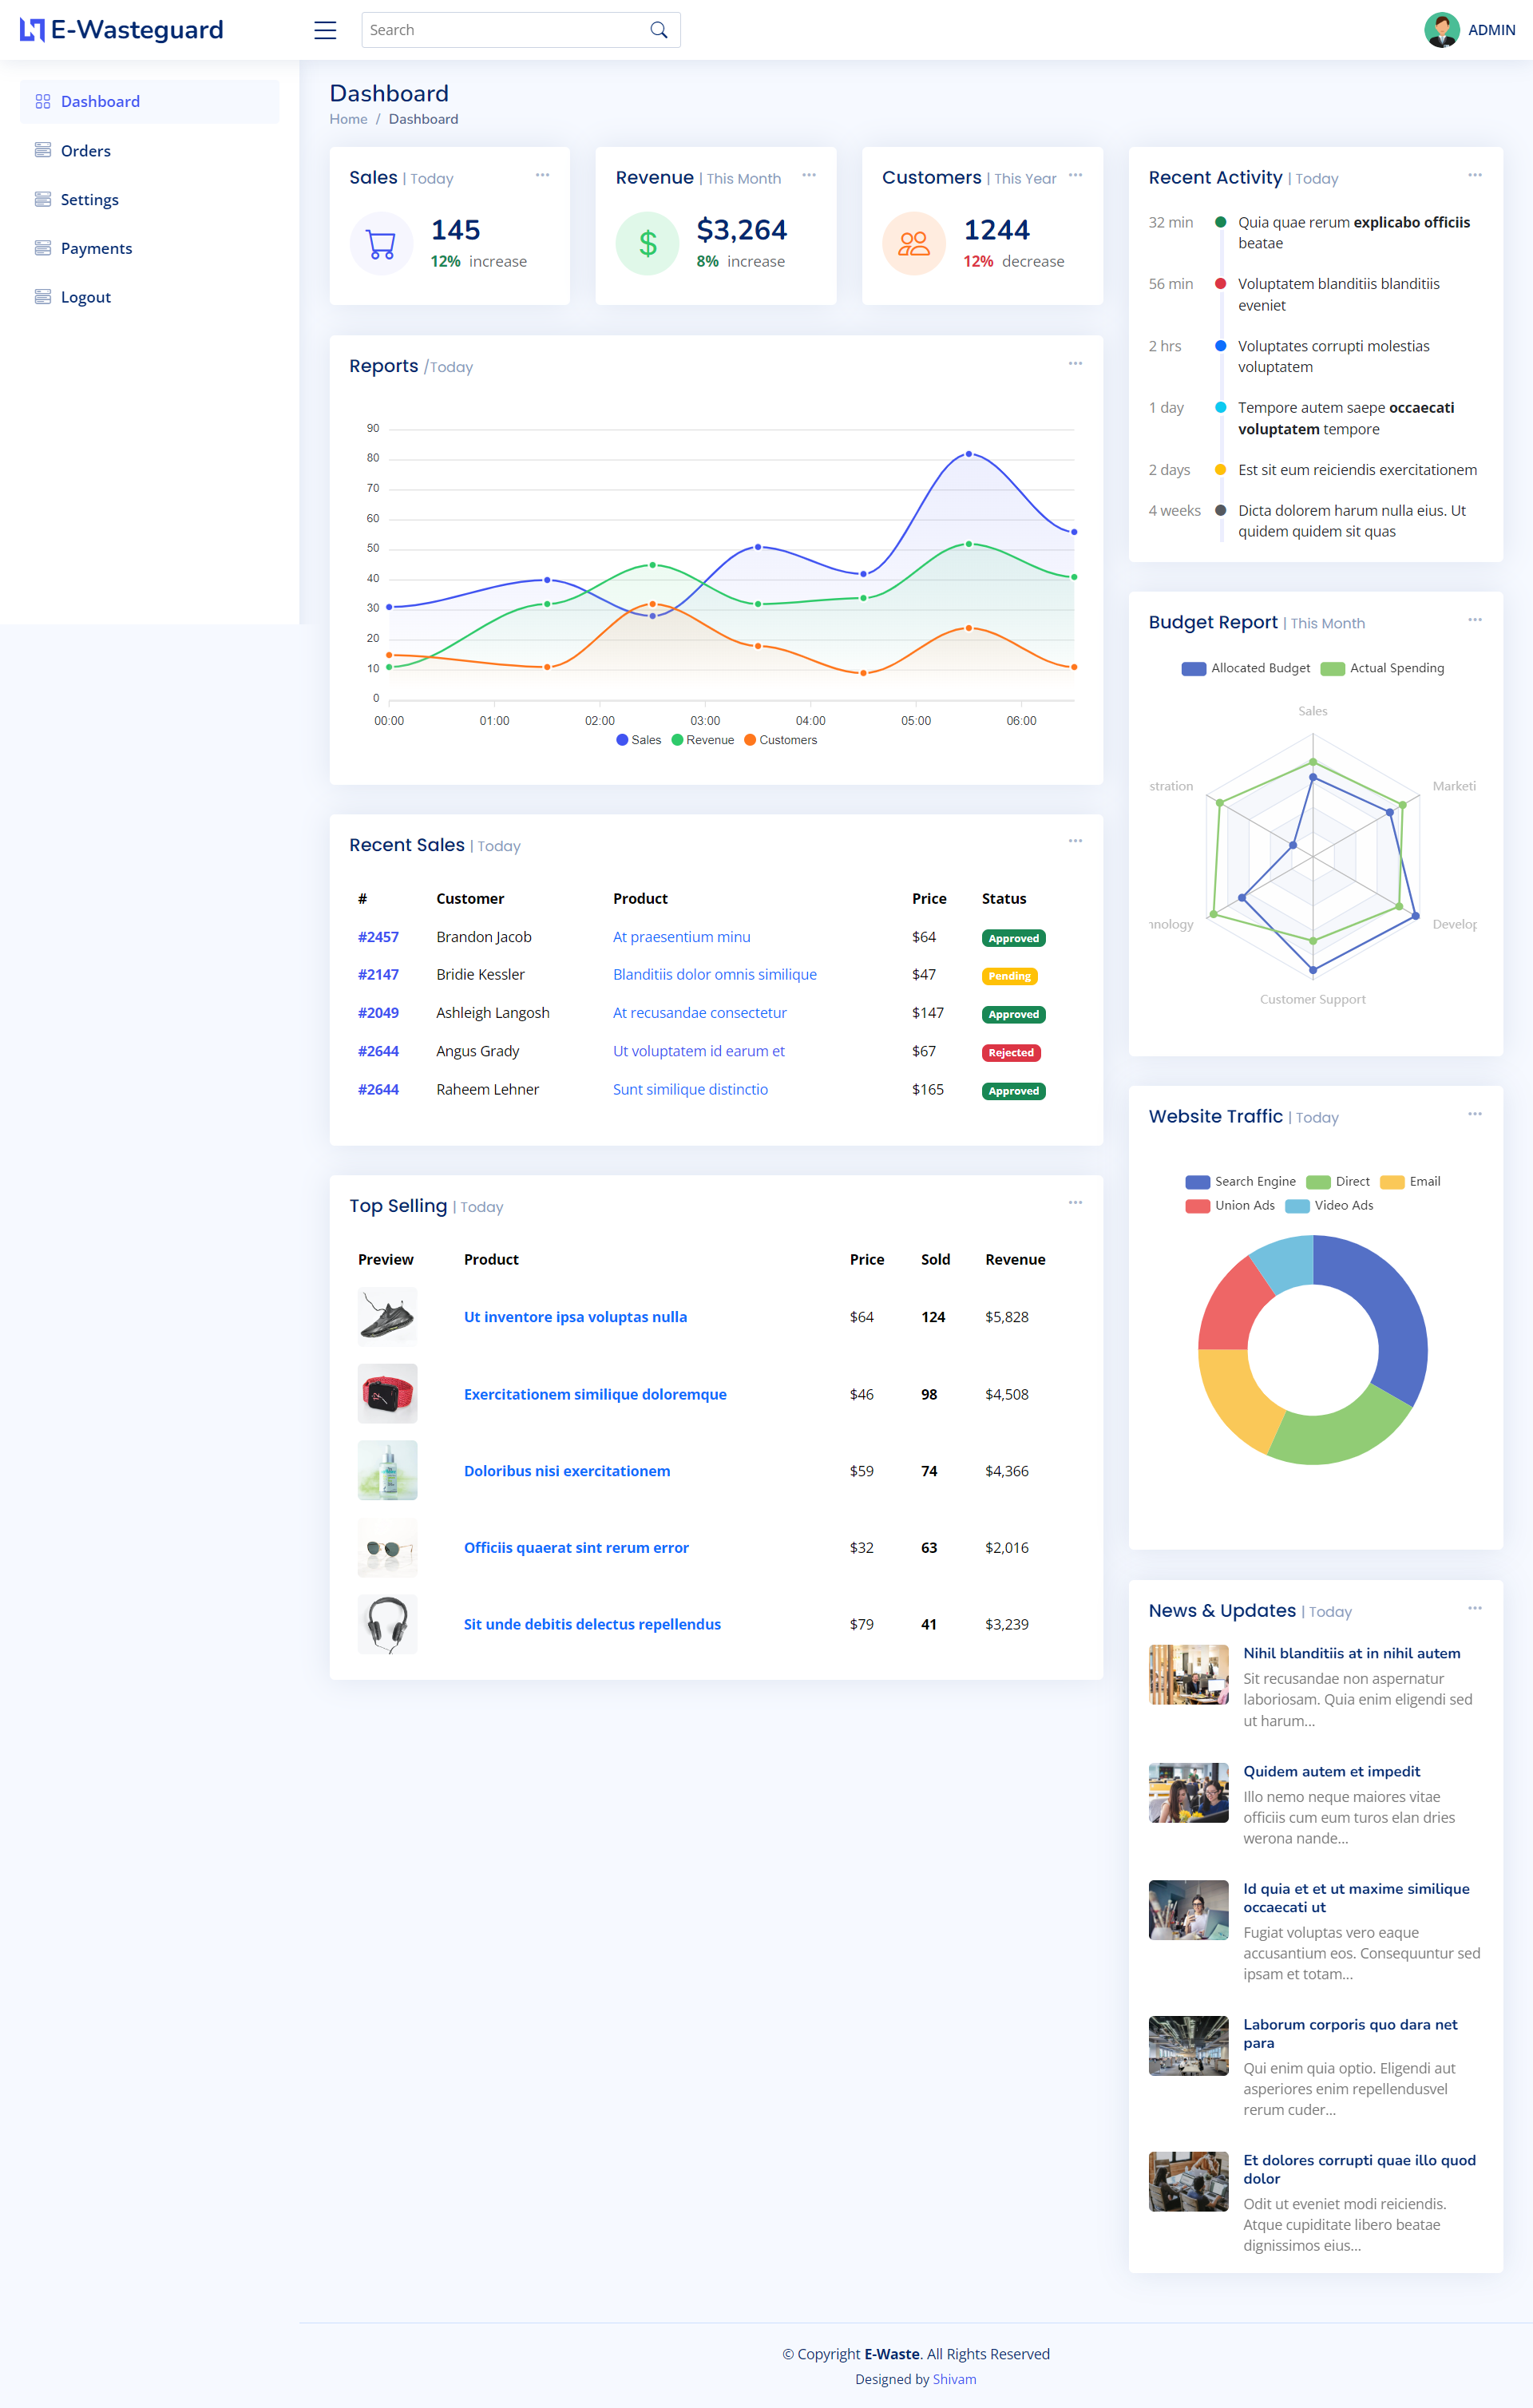 E-Wasteguard
Search
ADMIN
Dashboard
Orders
Settings
Payments
Logout
Dashboard
Home / Dashboard
Sales | Today
145
12% increase
Revenue | This Month
$
$3,264
8% increase
Customers | This Year
1244
12% decrease
Reports /Today
90
80
70
60
50
40
30
20
10
0
00:00 01:00 02:00 03:00 04:00 05:00 06:00
Sales Revenue Customers
Recent Sales | Today
# Customer Product Price Status
#2457 Brandon Jacob At praesentium minu $64 Approved
#2147 Bridie Kessler Blanditiis dolor omnis similique $47 Pending
#2049 Ashleigh Langosh At recusandae consectetur $147 Approved
#2644 Angus Grady Ut voluptatem id earum et $67 Rejected
#2644 Raheem Lehner Sunt similique distinctio $165 Approved
Top Selling | Today
Preview Product Price Sold Revenue
Ut inventore ipsa voluptas nulla $64 124 $5,828
Exercitationem similique doloremque $46 98 $4,508
Doloribus nisi exercitationem $59 74 $4,366
Officiis quaerat sint rerum error $32 63 $2,016
Sit unde debitis delectus repellendus $79 41 $3,239
Recent Activity | Today
32 min Quia quae rerum explicabo officiis
beatae
56 min Voluptatem blanditiis blanditiis
eveniet
2 hrs Voluptates corrupti molestias
voluptatem
1 day Tempore autem saepe occaecati
voluptatem tempore
2 days Est sit eum reiciendis exercitationem
4 weeks Dicta dolorem harum nulla eius. Ut
quidem quidem sit quas
Budget Report | This Month
Allocated Budget Actual Spending
Sales
stration Marketi
nnology Develop
Customer Support
Website Traffic | Today
Search Engine Direct Email
Union Ads Video Ads
News & Updates | Today
Nihil blanditiis at in nihil autem
Sit recusandae non aspernatur
laboriosam. Quia enim eligendi sed
ut harum...
Quidem autem et impedit
Illo nemo neque maiores vitae
officiis cum eum turos elan dries
werona nande...
Id quia et et ut maxime similique
occaecati ut
Fugiat voluptas vero eaque
accusantium eos. Consequuntur sed
ipsam et totam...
Laborum corporis quo dara net
para
Qui enim quia optio. Eligendi aut
asperiores enim repellendusvel
rerum cuder...
Et dolores corrupti quae illo quod
dolor
Odit ut eveniet modi reiciendis.
Atque cupiditate libero beatae
dignissimos eius...
© Copyright E-Waste. All Rights Reserved
Designed by Shivam